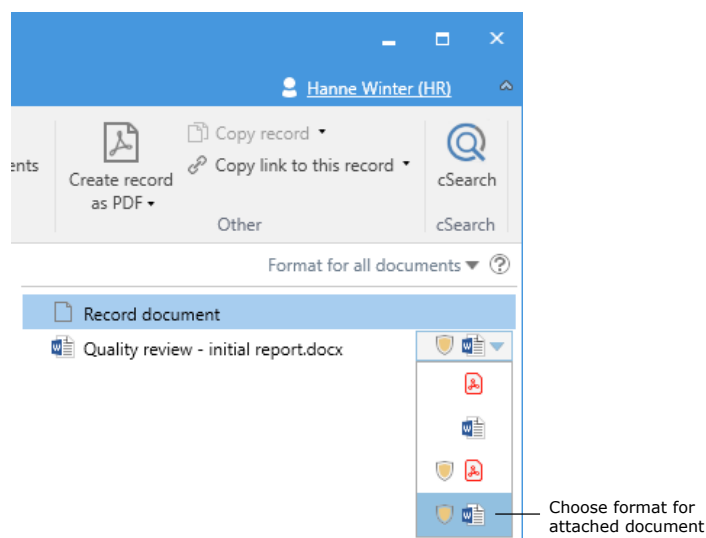 Hanne Winter (HR)
Copy record
Copy link to this record
Create record
as PDF
cSearch
Other
cSearch
Format for all documents
Record document
Quality review - initial report.docx
Choose format for
attached document